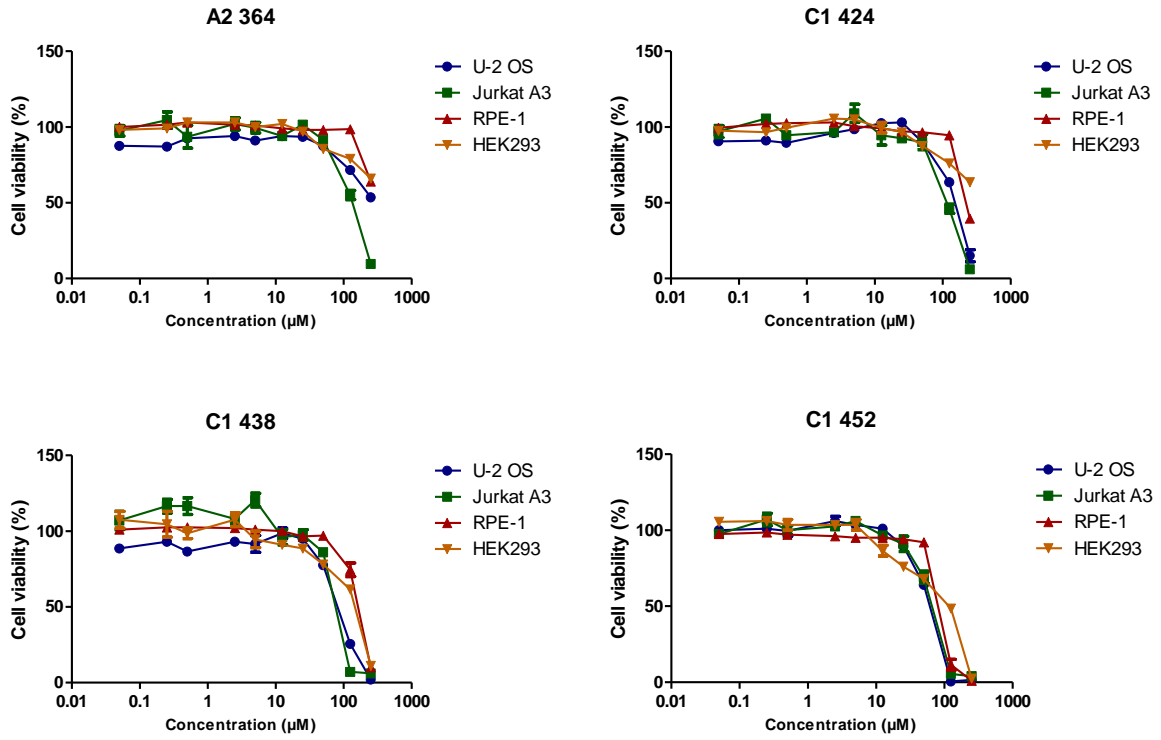 A2 364
150
100
50
0
0.01 0.1 1 10 100 1000
Cell viability (%)
Concentration (µM)
U-2 OS
Jurkat A3
RPE-1
HEK293
C1 424
150
100
50
0
0.01 0.1 1 10 100 1000
Cell viability (%)
Concentration (µM)
U-2 OS
Jurkat A3
RPE-1
HEK293
C1 438
150
100
50
0
0.01 0.1 1 10 100 1000
Cell viability (%)
Concentration (µM)
U-2 OS
Jurkat A3
RPE-1
HEK293
C1 452
150
100
50
0
0.01 0.1 1 10 100 1000
Cell viability (%)
Concentration (µM)
U-2 OS
Jurkat A3
RPE-1
HEK293